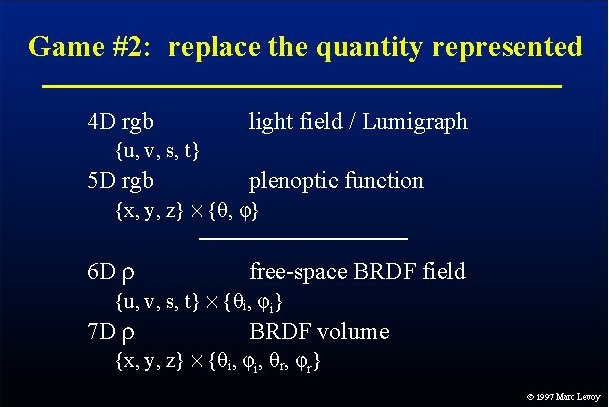 Game #2: replace the quantity represented
4D rgb light field / Lumigraph
{u, v, s, t}
5D rgb plenoptic function
{x, y, z} × {θ, φ}
6D ρ free-space BRDF field
{u, v, s, t} × {θi, φi}
7D ρ BRDF volume
{x, y, z} × {θi, φi, θr, φr}
© 1997 Marc Levoy